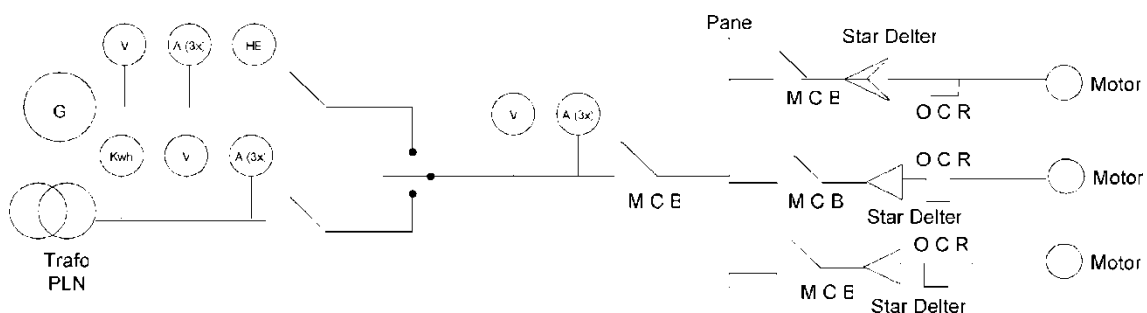 Pane
Star Delter
V
A (3x)
HE
G
M C B
O C R
Motor
V
A (3x)
Kwh
V
A (3x)
M C B
M C B
O C R
Star Delter
Motor
Trafo
PLN
M C B
O C R
Star Delter
Motor